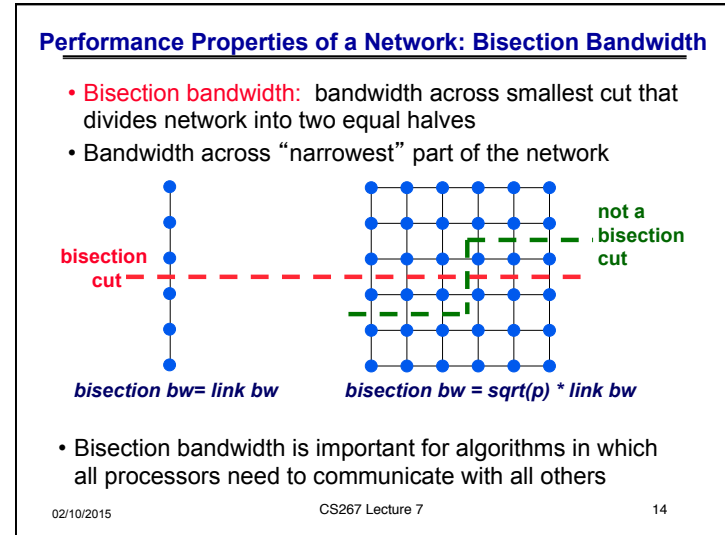 Performance Properties of a Network: Bisection Bandwidth
• Bisection bandwidth: bandwidth across smallest cut that
divides network into two equal halves
• Bandwidth across “narrowest” part of the network
not a
bisection
cut
bisection
cut
bisection bw= link bw
bisection bw = sqrt(p) * link bw
• Bisection bandwidth is important for algorithms in which
all processors need to communicate with all others
02/10/2015
CS267 Lecture 7
14